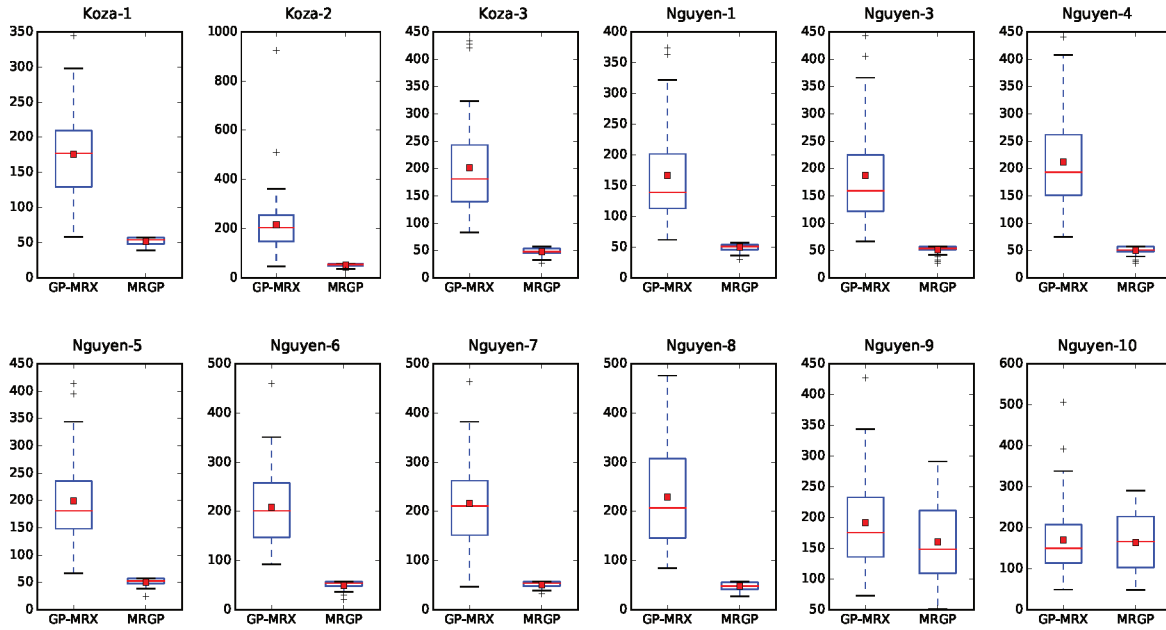 Koza-1 Koza-2 Koza-3 Nguyen-1 Nguyen-3 Nguyen-4
350 1000 450 400 450 450
300 800 400 350 400 400
250 600 350 300 350 350
200 400 300 250 300 300
150 200 250 200 250 250
100 0 200 150 200 200
50 150 100 150 150
0 100 50 100 100
50 0 50 50
0 0 0
GP-MRX MRGP GP-MRX MRGP GP-MRX MRGP GP-MRX MRGP GP-MRX MRGP GP-MRX MRGP
Nguyen-5 Nguyen-6 Nguyen-7 Nguyen-8 Nguyen-9 Nguyen-10
450 500 500 500 450 600
400 400 400 400 400 500
350 300 300 300 350 400
300 200 200 200 300 300
250 100 100 100 250 200
200 0 0 0 200 100
150 150 0
100 100
50 50
0
GP-MRX MRGP GP-MRX MRGP GP-MRX MRGP GP-MRX MRGP GP-MRX MRGP GP-MRX MRGP